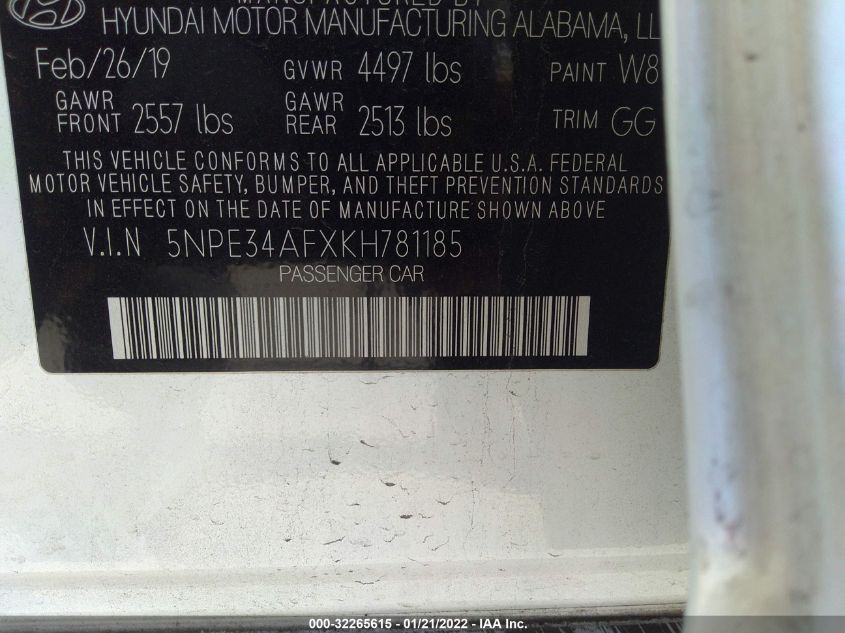 MANUFACTURED BY
HYUNDAI MOTOR MANUFACTURING ALABAMA, LL
Feb/26/19 GVWR 4497 lbs PAINT W8
GAWR FRONT 2557 lbs GAWR REAR 2513 lbs TRIM GG
THIS VEHICLE CONFORMS TO ALL APPLICABLE U.S.A. FEDERAL
MOTOR VEHICLE SAFETY, BUMPER, AND THEFT PREVENTION STANDARDS
IN EFFECT ON THE DATE OF MANUFACTURE SHOWN ABOVE
V.I.N 5NPE34AFXKH781185
PASSENGER CAR
000-32265615 - 01/21/2022 - IAA Inc.